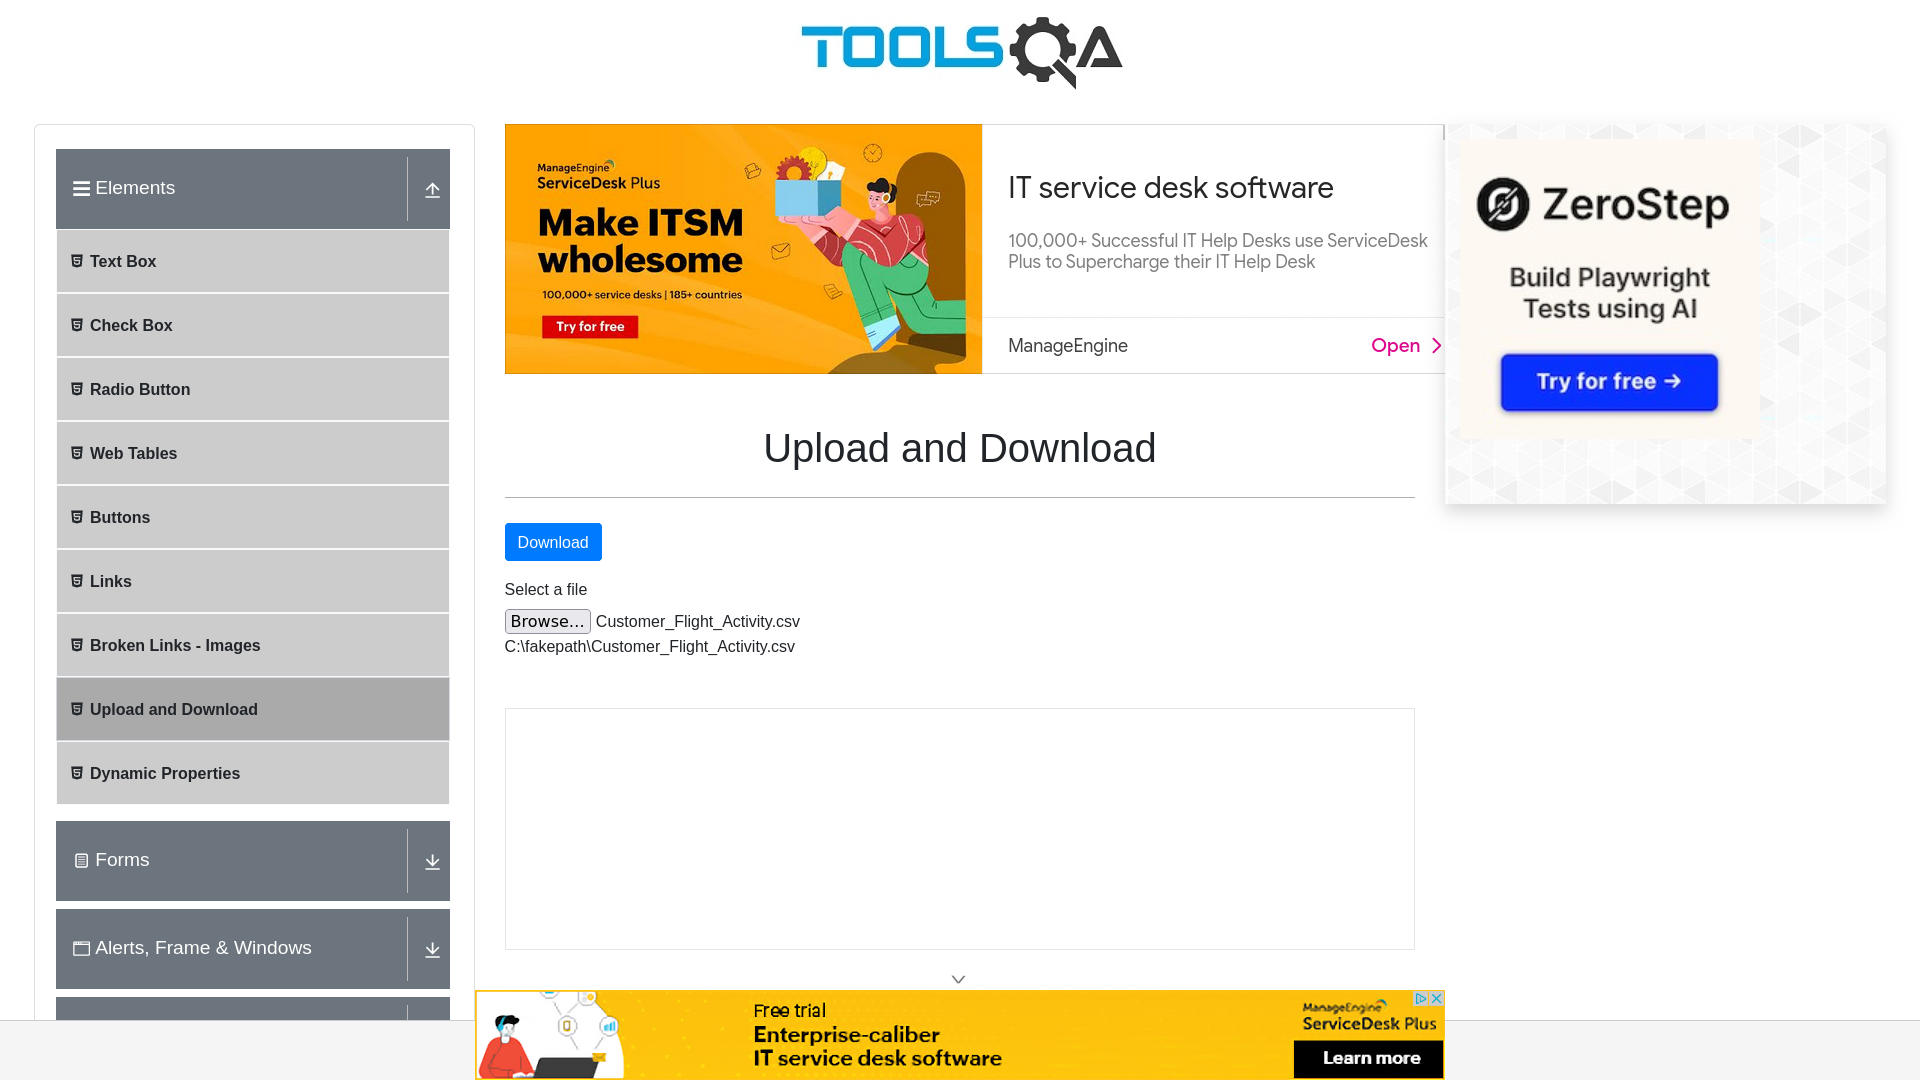 TOOLSQA
Elements
Text Box
Check Box
Radio Button
Web Tables
Buttons
Links
Broken Links - Images
Upload and Download
Dynamic Properties
Forms
Alerts, Frame & Windows
ManageEngine
ServiceDesk Plus
Make ITSM
wholesome
100,000+ service desks | 185+ countries
Try for free
IT service desk software
100,000+ Successful IT Help Desks use ServiceDesk
Plus to Supercharge their IT Help Desk
ManageEngine
Open
ZeroStep
Build Playwright
Tests using AI
Try for free →
Upload and Download
Download
Select a file
Browse... Customer_Flight_Activity.csv
C:\fakepath\Customer_Flight_Activity.csv
Free trial
Enterprise-caliber
IT service desk software
ManageEngine
ServiceDesk Plus
Learn more